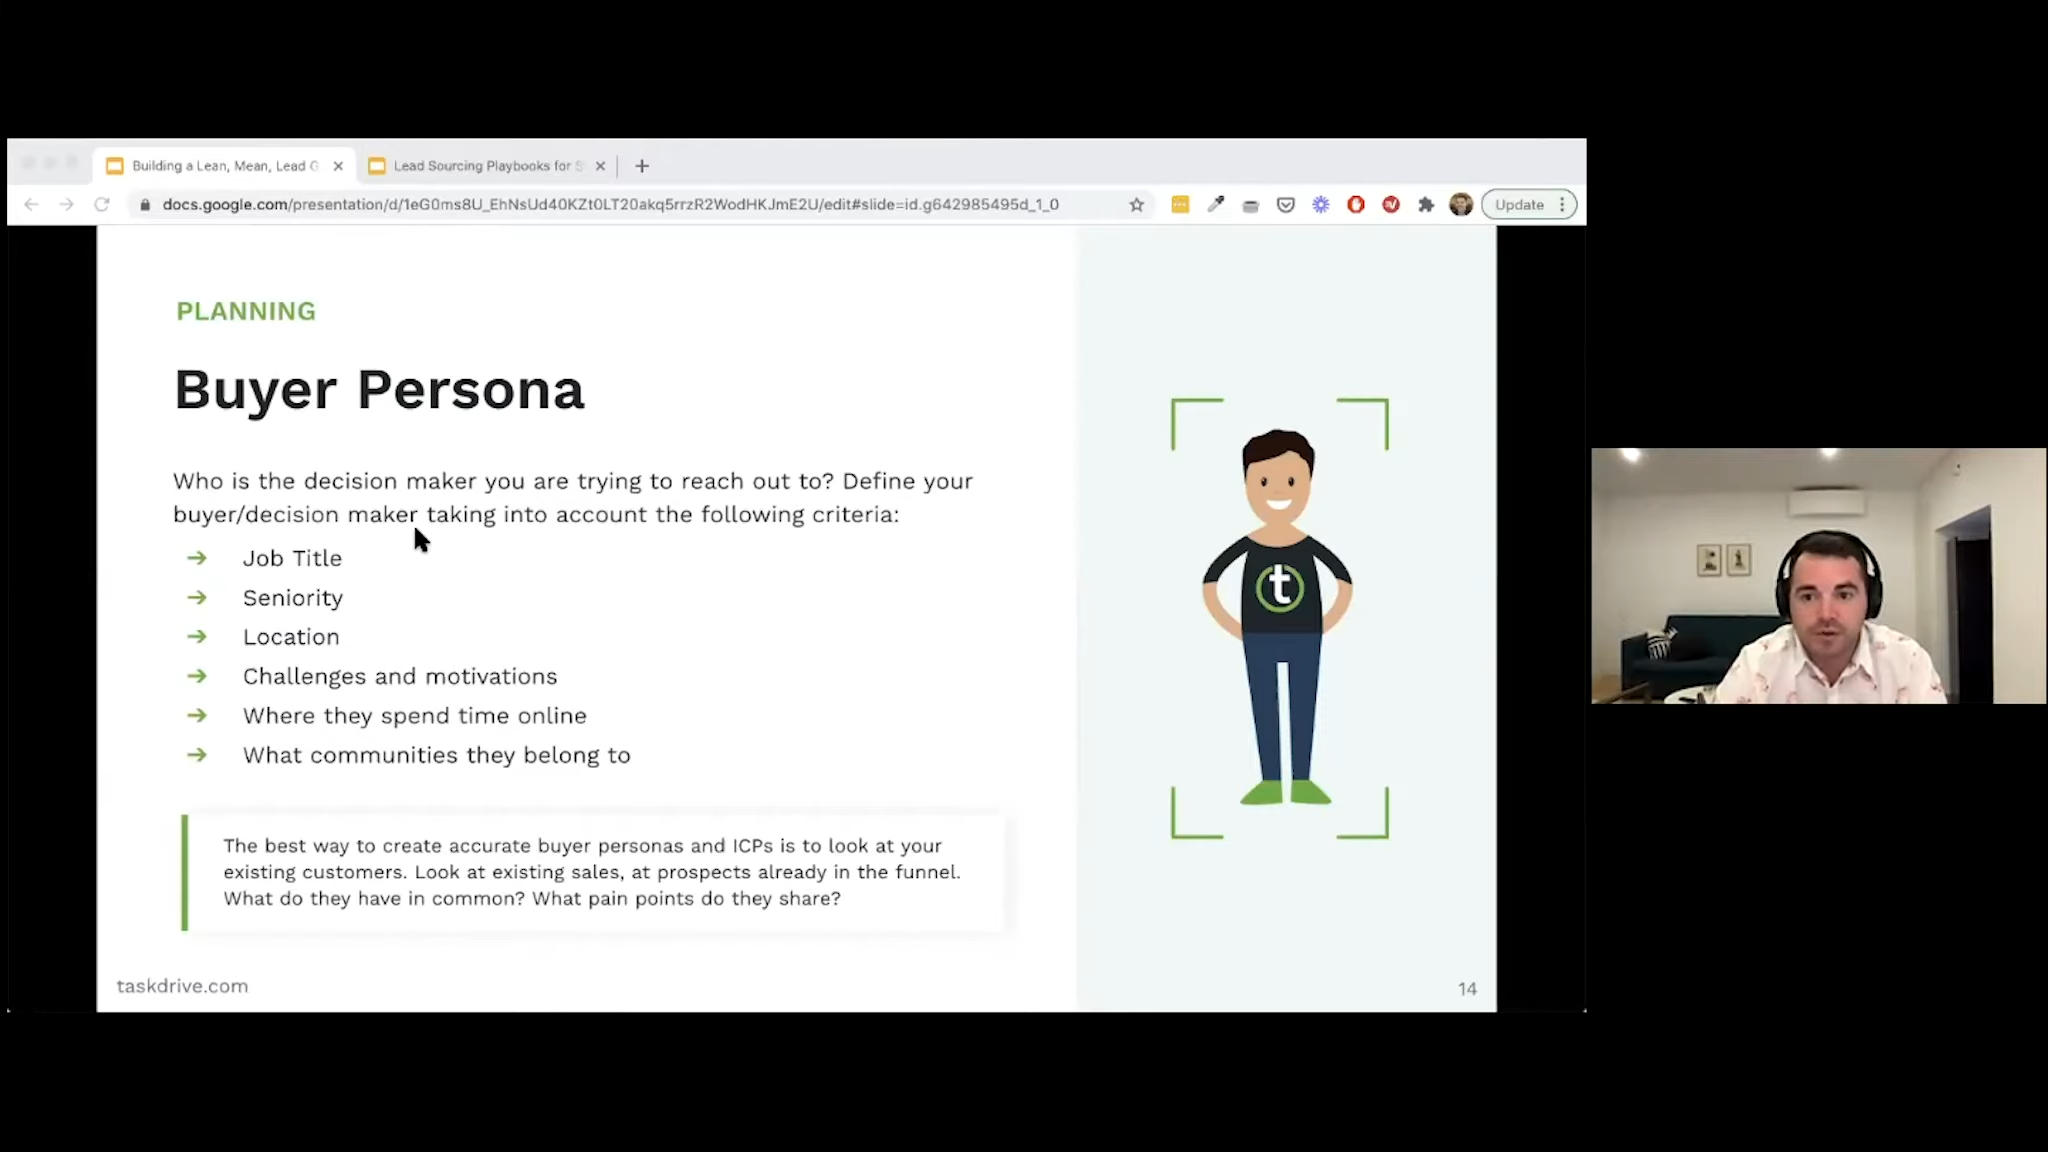 Building a Lean, Mean, Lead G
Lead Sourcing Playbooks for S
docs.google.com/presentation/d/1eG0ms8U_EhNsUd40KZt0LT20akq5rrzR2WodHKJmE2U/edit#slide=id.g642985495d_1_0
Update
PLANNING
Buyer Persona
Who is the decision maker you are trying to reach out to? Define your
buyer/decision maker taking into account the following criteria:
→ Job Title
→ Seniority
→ Location
→ Challenges and motivations
→ Where they spend time online
→ What communities they belong to
t
The best way to create accurate buyer personas and ICPs is to look at your
existing customers. Look at existing sales, at prospects already in the funnel.
What do they have in common? What pain points do they share?
taskdrive.com
14